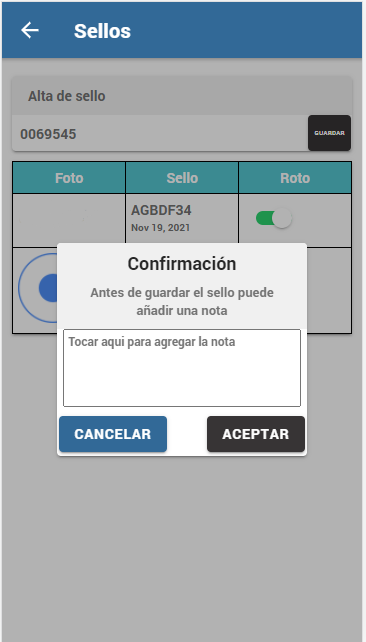 Sellos
Alta de sello
0069545
GUARDAR
Foto
Sello
Roto
AGBDF34
Nov 19, 2021
Confirmación
Antes de guardar el sello puede
añadir una nota
Tocar aqui para agregar la nota
CANCELAR
ACEPTAR